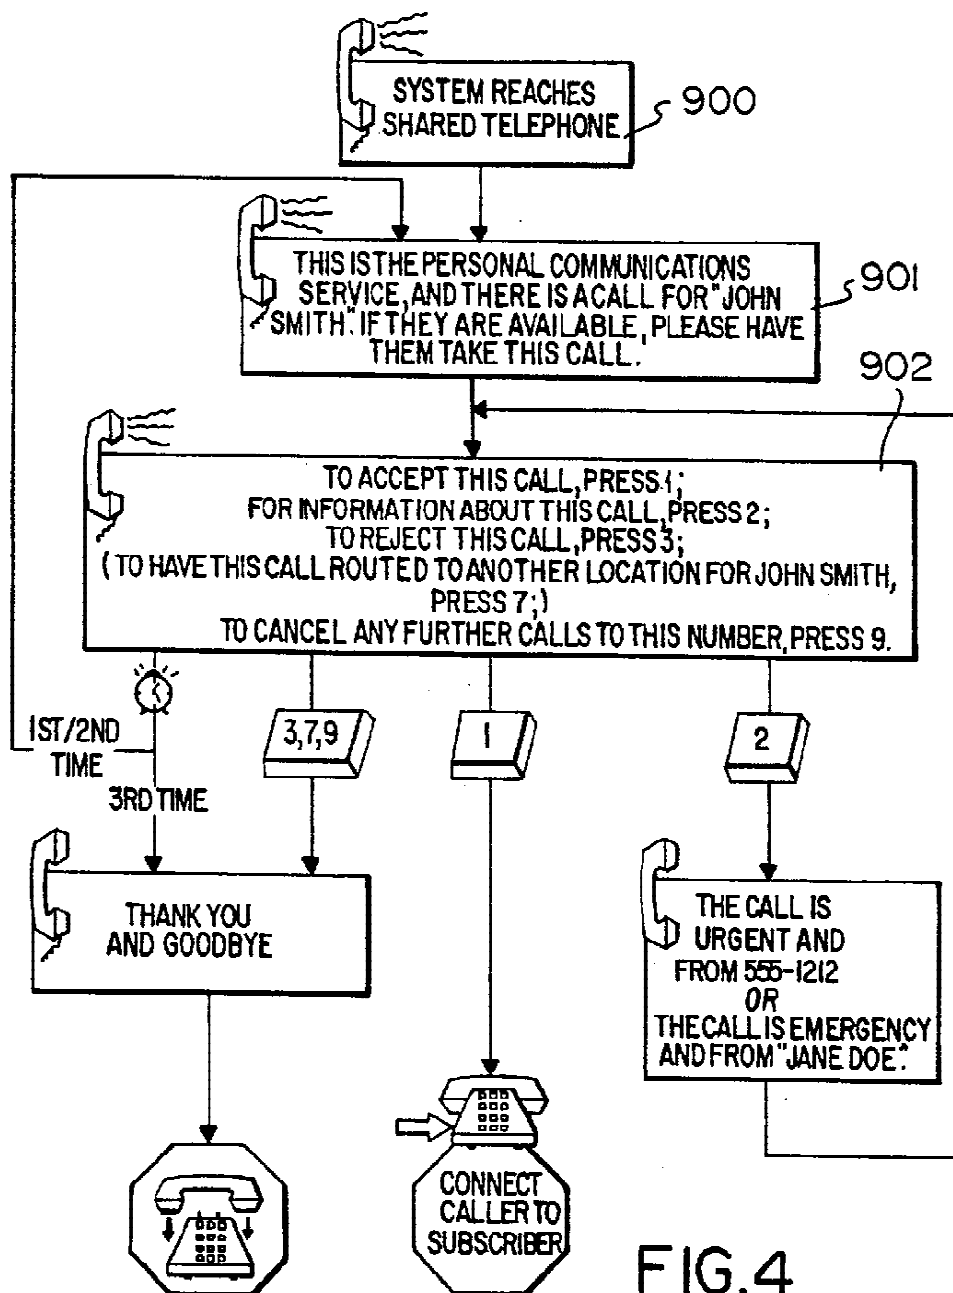 SYSTEM REACHES
SHARED TELEPHONE
900
THIS IS THE PERSONAL COMMUNICATIONS
SERVICE, AND THERE IS A CALL FOR "JOHN
SMITH". IF THEY ARE AVAILABLE, PLEASE HAVE
THEM TAKE THIS CALL.
901
902
TO ACCEPT THIS CALL, PRESS 1;
FOR INFORMATION ABOUT THIS CALL, PRESS 2;
TO REJECT THIS CALL, PRESS 3;
(TO HAVE THIS CALL ROUTED TO ANOTHER LOCATION FOR JOHN SMITH,
PRESS 7;)
TO CANCEL ANY FURTHER CALLS TO THIS NUMBER, PRESS 9.
1ST/2ND
TIME
3RD TIME
3,7,9
1
2
THANK YOU
AND GOODBYE
THE CALL IS
URGENT AND
FROM 555-1212
OR
THE CALL IS EMERGENCY
AND FROM "JANE DOE".
CONNECT
CALLER TO
SUBSCRIBER
FIG.4